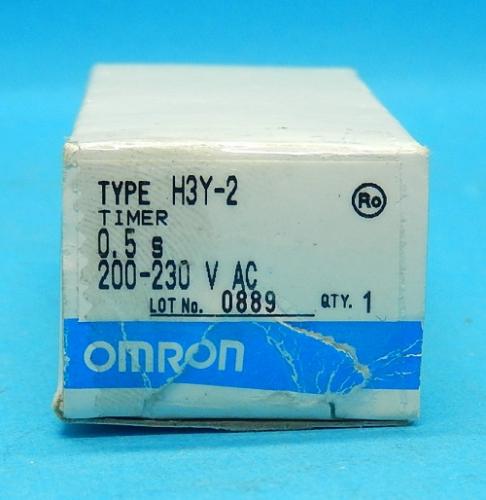 TYPE H3Y-2
Ro
TIMER
0.5 s
200-230 V AC
LOT No. 0889 QTY. 1
OMRON